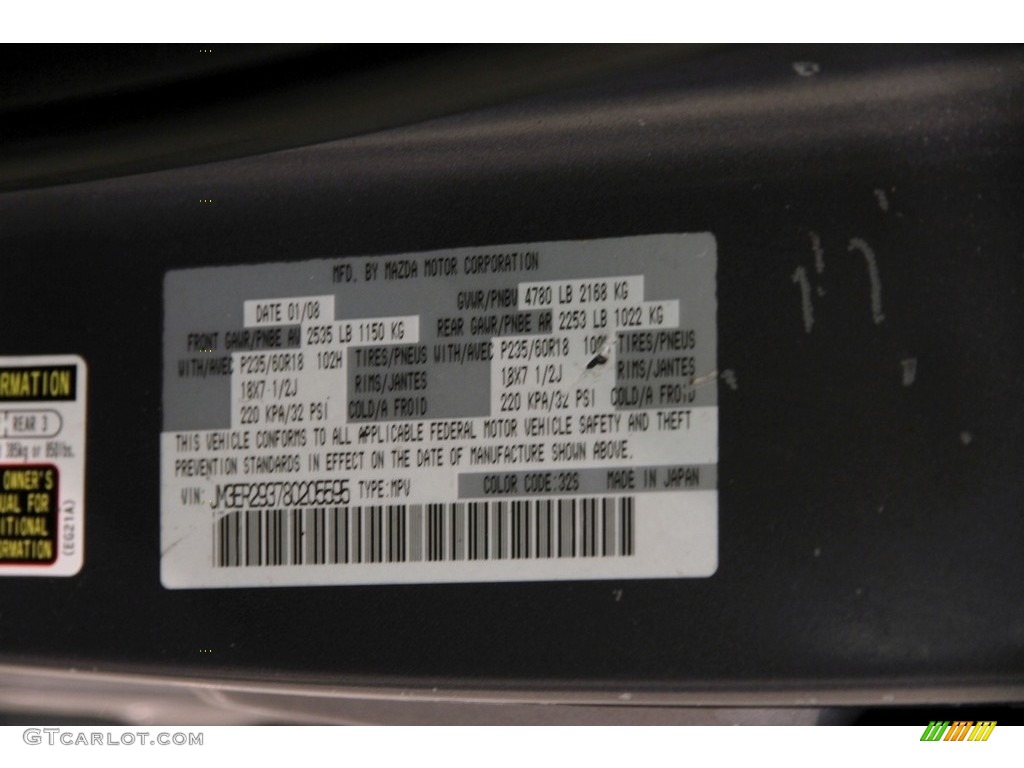 MFD. BY MAZDA MOTOR CORPORATION
DATE 01/08
GVWR/PNBV 4780 LB 2168 KG
FRONT GAWR/PNBE AV 2535 LB 1150 KG
REAR GAWR/PNBE AR 2253 LB 1022 KG
WITH/AVEC P235/60R18 102H TIRES/PNEUS
WITH/AVEC P235/60R18 TIRES/PNEUS
18X7-1/2J RIMS/JANTES
18X7 1/2J RIMS/JANTES
220 KPA/32 PSI COLD/A FROID
220 KPA/32 PSI COLD/A FROID
THIS VEHICLE CONFORMS TO ALL APPLICABLE FEDERAL MOTOR VEHICLE SAFETY AND THEFT
PREVENTION STANDARDS IN EFFECT ON THE DATE OF MANUFACTURE SHOWN ABOVE.
VIN: JM3ER293780205595 TYPE:MPV
COLOR CODE:32S MADE IN JAPAN
RMATION
REAR 3
385kg or 850lbs.
OWNER'S
UAL FOR
ITIONAL
ORMATION
(EG21A)
GTCARLOT.COM